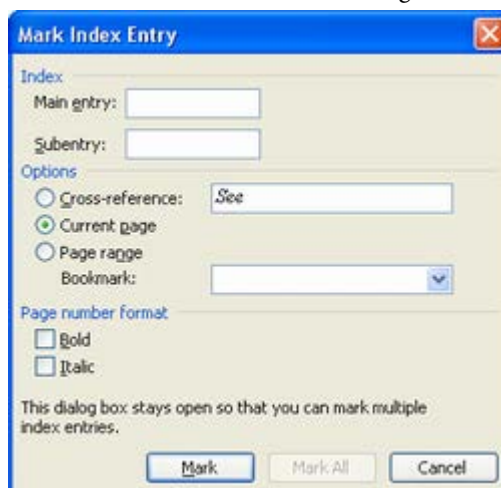 Mark Index Entry
Index
Main entry:
Subentry:
Options
Cross-reference: See
Current page
Page range
Bookmark:
Page number format
Bold
Italic
This dialog box stays open so that you can mark multiple
index entries.
Mark Mark All Cancel